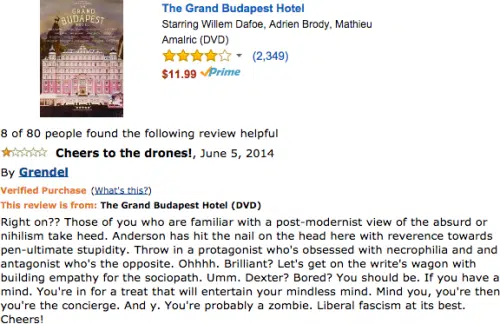 THE GRAND
BUDAPEST
HOTEL
The Grand Budapest Hotel
Starring Willem Dafoe, Adrien Brody, Mathieu
Amalric (DVD)
(2,349)
$11.99 Prime
8 of 80 people found the following review helpful
Cheers to the drones!, June 5, 2014
By Grendel
Verified Purchase (What's this?)
This review is from: The Grand Budapest Hotel (DVD)
Right on?? Those of you who are familiar with a post-modernist view of the absurd or
nihilism take heed. Anderson has hit the nail on the head here with reverence towards
pen-ultimate stupidity. Throw in a protagonist who's obsessed with necrophilia and and
antagonist who's the opposite. Ohhhh. Brilliant? Let's get on the write's wagon with
building empathy for the sociopath. Umm. Dexter? Bored? You should be. If you have a
mind. You're in for a treat that will entertain your mindless mind. Mind you, you're then
you're the concierge. And y. You're probably a zombie. Liberal fascism at its best.
Cheers!